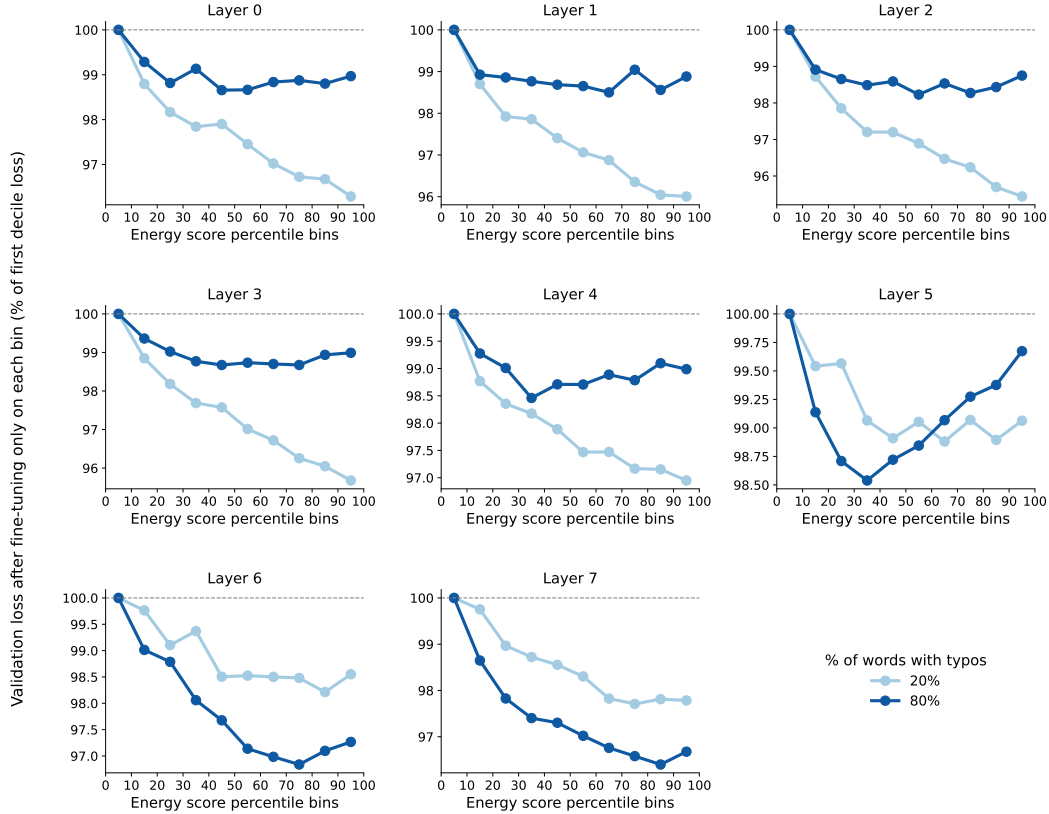 Validation loss after fine-tuning only on each bin (% of first decile loss)
Layer 0
100
99
98
97
0 10 20 30 40 50 60 70 80 90 100
Energy score percentile bins
Layer 1
100
99
98
97
96
0 10 20 30 40 50 60 70 80 90 100
Energy score percentile bins
Layer 2
100
99
98
97
96
0 10 20 30 40 50 60 70 80 90 100
Energy score percentile bins
Layer 3
100
99
98
97
96
0 10 20 30 40 50 60 70 80 90 100
Energy score percentile bins
Layer 4
100.0
99.5
99.0
98.5
98.0
97.5
97.0
0 10 20 30 40 50 60 70 80 90 100
Energy score percentile bins
Layer 5
100.00
99.75
99.50
99.25
99.00
98.75
98.50
0 10 20 30 40 50 60 70 80 90 100
Energy score percentile bins
Layer 6
100.0
99.5
99.0
98.5
98.0
97.5
97.0
0 10 20 30 40 50 60 70 80 90 100
Energy score percentile bins
Layer 7
100
99
98
97
0 10 20 30 40 50 60 70 80 90 100
Energy score percentile bins
% of words with typos
20%
80%